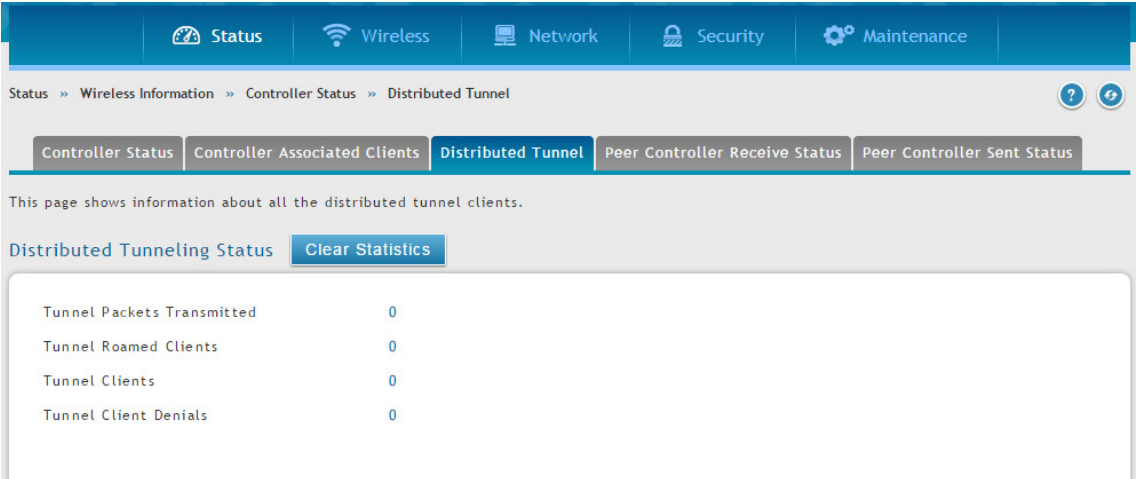 Status Wireless Network Security Maintenance
Status » Wireless Information » Controller Status » Distributed Tunnel
?
Controller Status Controller Associated Clients Distributed Tunnel Peer Controller Receive Status Peer Controller Sent Status
This page shows information about all the distributed tunnel clients.
Distributed Tunneling Status Clear Statistics
Tunnel Packets Transmitted 0
Tunnel Roamed Clients 0
Tunnel Clients 0
Tunnel Client Denials 0